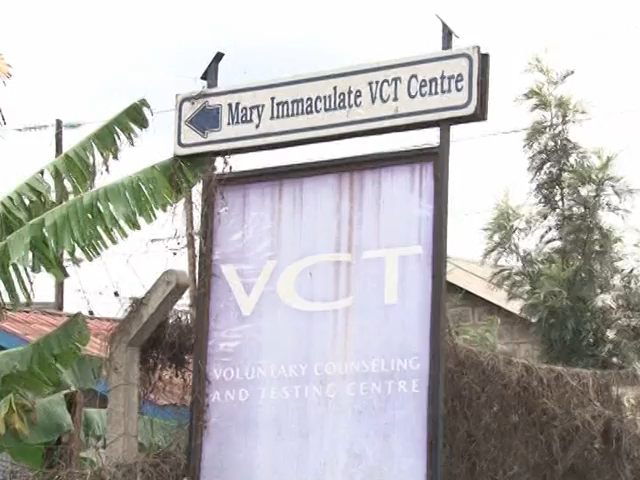 Mary Immaculate VCT Centre
VCT
VOLUNTARY COUNSELING
AND TESTING CENTRE